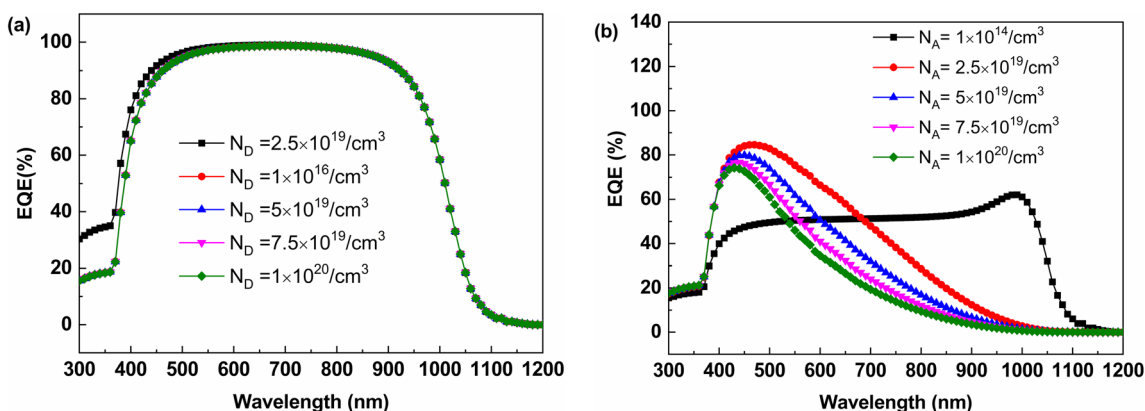 (a)
EQE(%)
100
80
60
40
20
0
N_D =2.5×10^19/cm^3
N_D =1×10^16/cm^3
N_D =5×10^19/cm^3
N_D =7.5×10^19/cm^3
N_D =1×10^20/cm^3
300 400 500 600 700 800 900 1000 1100 1200
Wavelength (nm)
(b)
EQE (%)
140
120
100
80
60
40
20
0
N_A= 1×10^14/cm^3
N_A= 2.5×10^19/cm^3
N_A= 5×10^19/cm^3
N_A= 7.5×10^19/cm^3
N_A= 1×10^20/cm^3
300 400 500 600 700 800 900 1000 1100 1200
Wavelength (nm)